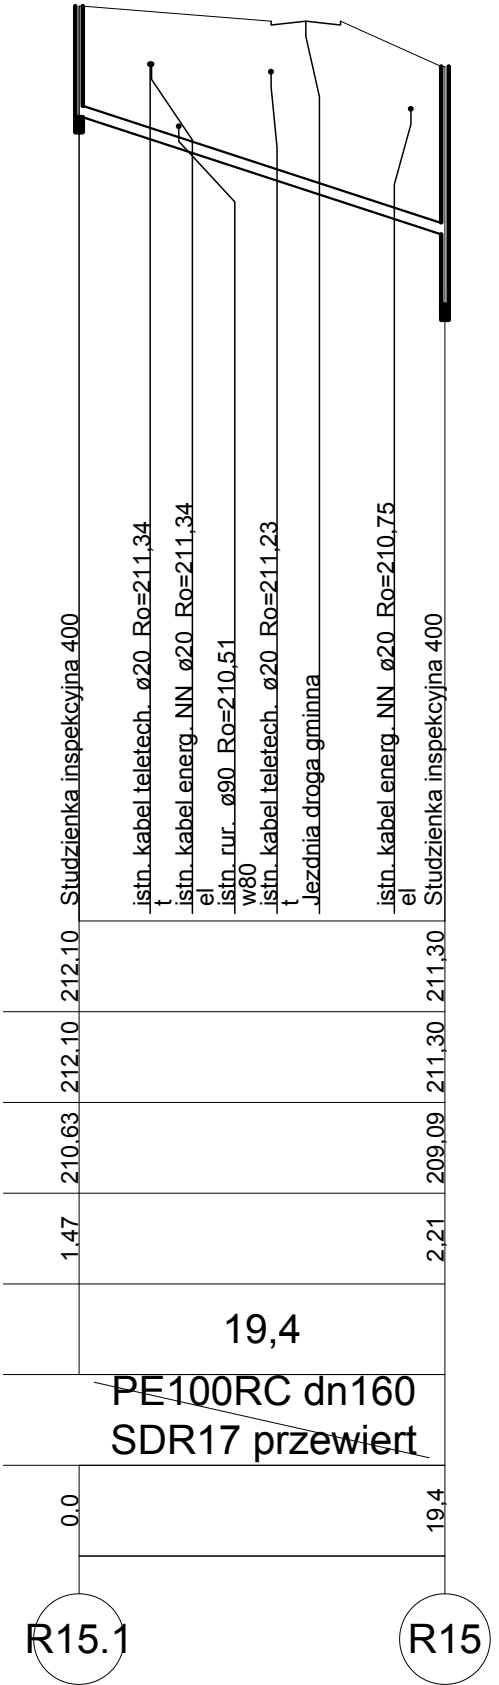 Studzienka inspekcyjna 400
istn. kabel teletech. ø20 Ro=211,34
t
istn. kabel energ. NN ø20 Ro=211,34
el
istn. rur. ø90 Ro=210,51
w80
istn. kabel teletech. ø20 Ro=211,23
t
Jezdnia droga gminna
istn. kabel energ. NN ø20 Ro=210,75
el
Studzienka inspekcyjna 400
212.10
211,30
212.10
211,30
210.63
209,09
1.47
2,21
19,4
PE100RC dn160
SDR17 przewiert
0.0
19,4
R15.1
R15